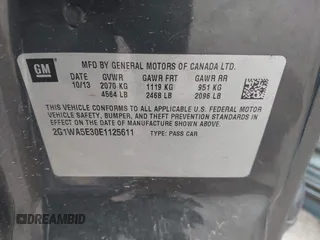 GM
MFD BY GENERAL MOTORS OF CANADA LTD.
DATE GVWR GAWR FRT GAWR RR
10/13 2070 KG 1119 KG 951 KG
4564 LB 2468 LB 2096 LB
THIS VEHICLE CONFORMS TO ALL APPLICABLE U.S. FEDERAL MOTOR
VEHICLE SAFETY, BUMPER, AND THEFT PREVENTION STANDARDS IN
EFFECT ON THE DATE OF MANUFACTURE SHOWN ABOVE.
2G1WA5E30E1125611 TYPE: PASS CAR
© DEALERBID AUTOBIDMASTER